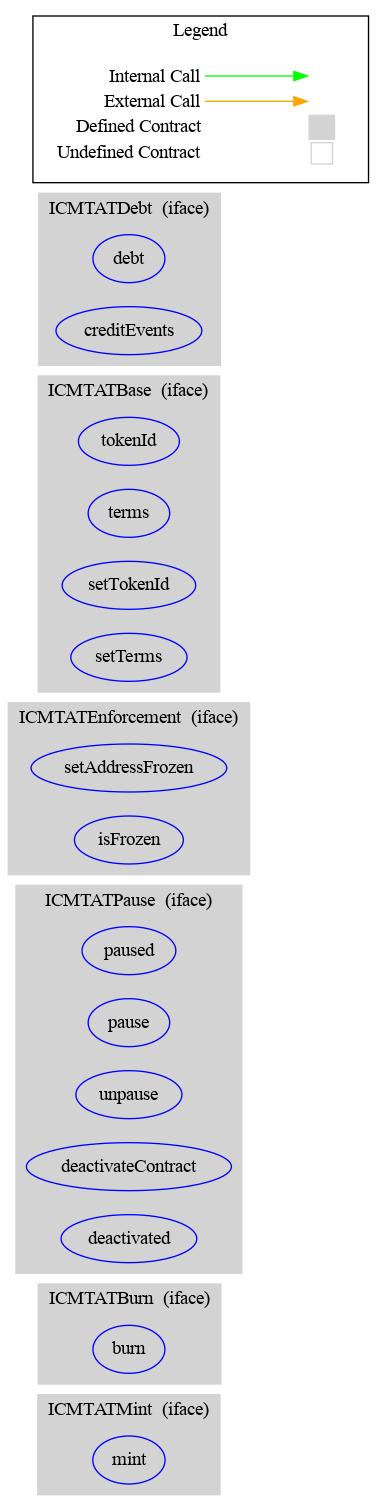 Legend
Internal Call
External Call
Defined Contract
Undefined Contract
ICMTATDebt (iface)
debt
creditEvents
ICMTATBase (iface)
tokenId
terms
setTokenId
setTerms
ICMTATEnforcement (iface)
setAddressFrozen
isFrozen
ICMTATPause (iface)
paused
pause
unpause
deactivateContract
deactivated
ICMTATBurn (iface)
burn
ICMTATMint (iface)
mint